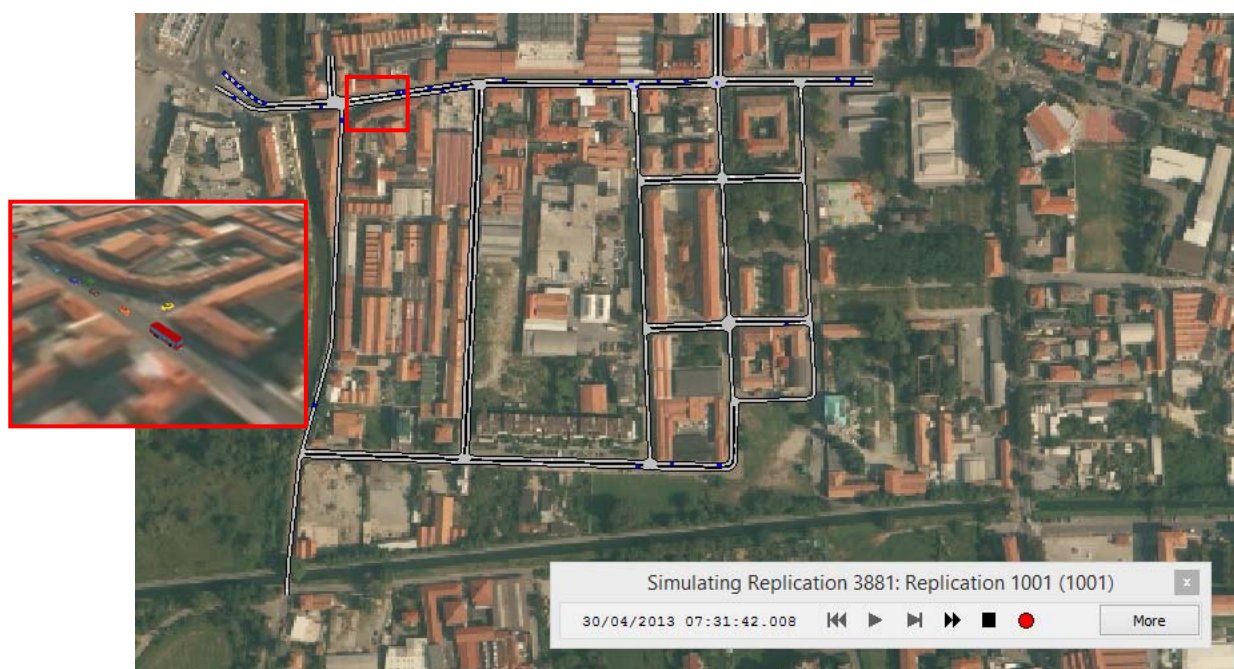 Simulating Replication 3881: Replication 1001 (1001)
x
30/04/2013 07:31:42.008
More